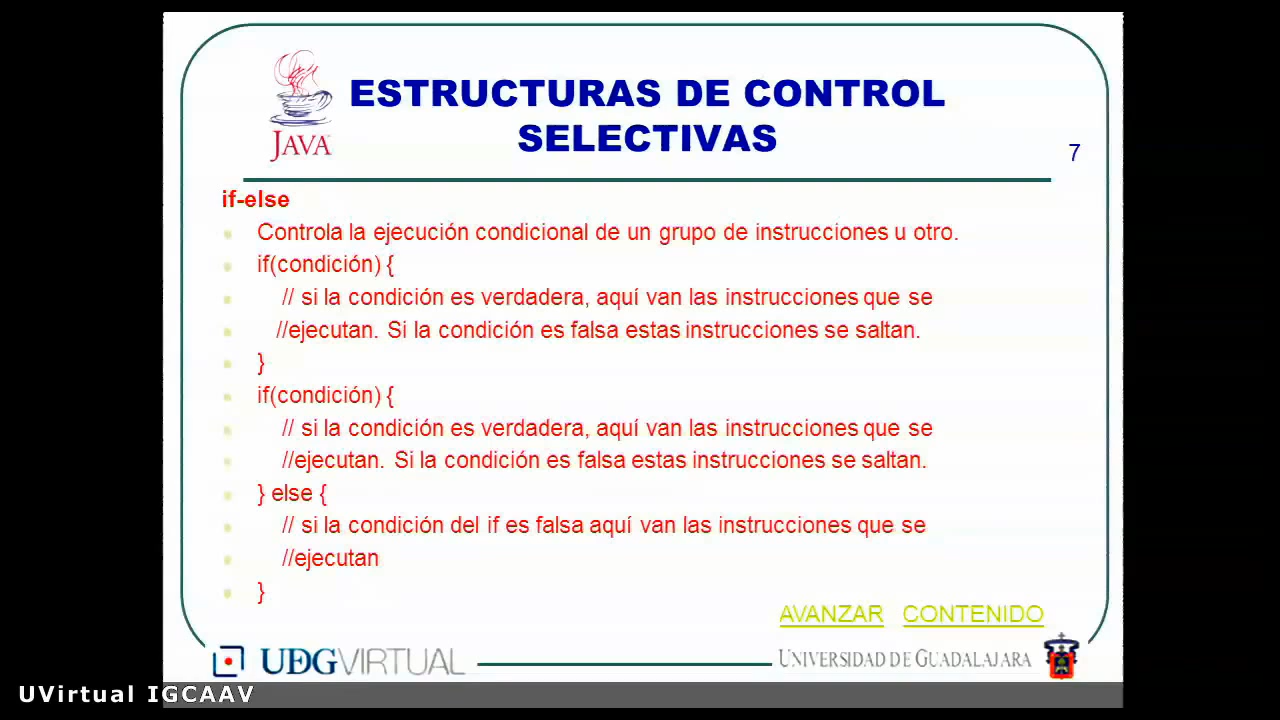 JAVA
ESTRUCTURAS DE CONTROL
SELECTIVAS
7
if-else
Controla la ejecución condicional de un grupo de instrucciones u otro.
if(condición) {
// si la condición es verdadera, aquí van las instrucciones que se
//ejecutan. Si la condición es falsa estas instrucciones se saltan.
}
if(condición) {
// si la condición es verdadera, aquí van las instrucciones que se
//ejecutan. Si la condición es falsa estas instrucciones se saltan.
} else {
// si la condición del if es falsa aquí van las instrucciones que se
//ejecutan
}
AVANZAR CONTENIDO
UDGVIRTUAL
UNIVERSIDAD DE GUADALAJARA
UVirtual IGCAAV